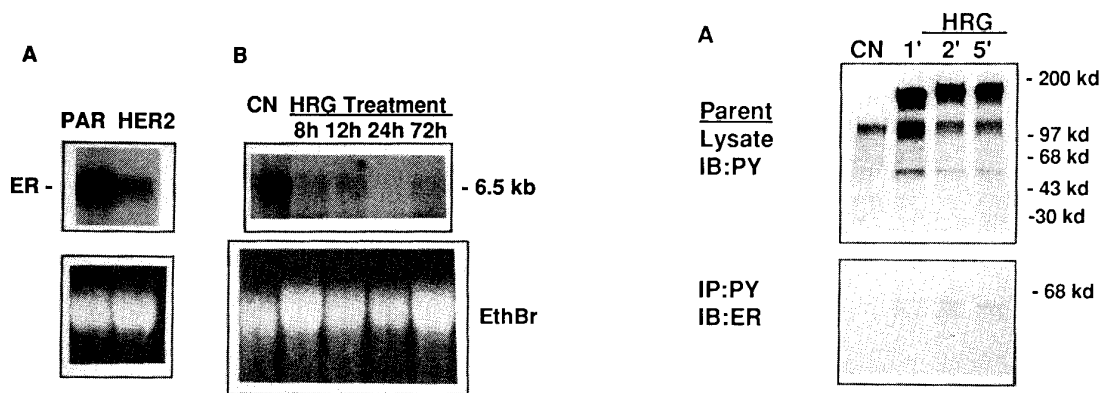 A
PAR HER2
ER -
B
CN HRG Treatment
8h 12h 24h 72h
- 6.5 kb
EthBr
A
HRG
CN 1' 2' 5'
Parent
Lysate
IB:PY
- 200 kd
- 97 kd
- 68 kd
- 43 kd
-30 kd
IP:PY
IB:ER
- 68 kd